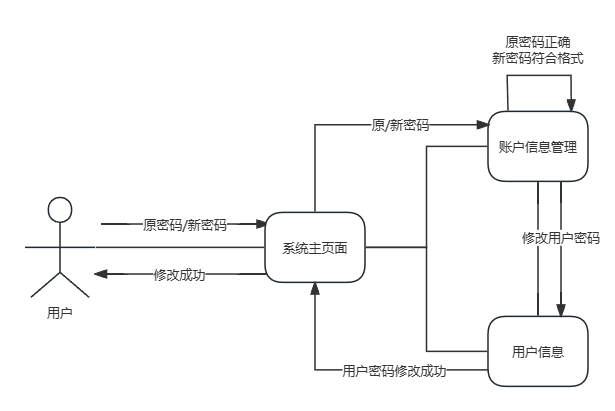 原密码正确
新密码符合格式
原/新密码
账户信息管理
原密码/新密码
系统主页面
修改用户密码
修改成功
用户
用户信息
用户密码修改成功